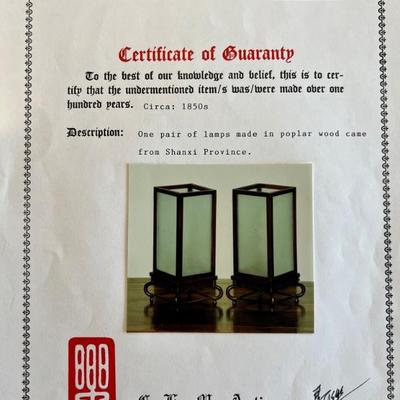 Certificate of Guaranty
To the best of our knowledge and belief, this is to cer-
tify that the undermentioned item/s was/were made over one
hundred years. Circa: 1850s
Description: One pair of lamps made in poplar wood came
from Shanxi Province.